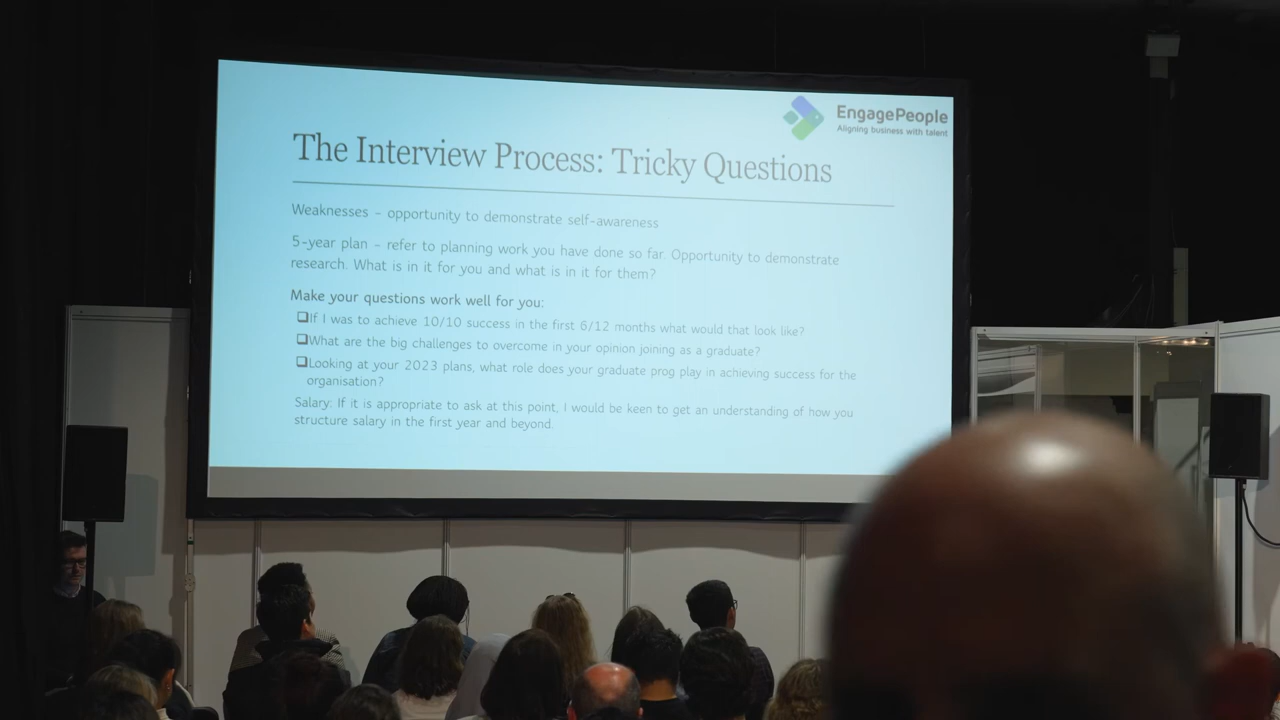 EngagePeople
Aligning business with talent
The Interview Process: Tricky Questions
Weaknesses – opportunity to demonstrate self-awareness
5-year plan – refer to planning work you have done so far. Opportunity to demonstrate
research. What is in it for you and what is in it for them?
Make your questions work well for you:
❑If I was to achieve 10/10 success in the first 6/12 months what would that look like?
❑What are the big challenges to overcome in your opinion joining as a graduate?
❑Looking at your 2023 plans, what role does your graduate prog play in achieving success for the
organisation?
Salary: If it is appropriate to ask at this point, I would be keen to get an understanding of how you
structure salary in the first year and beyond.